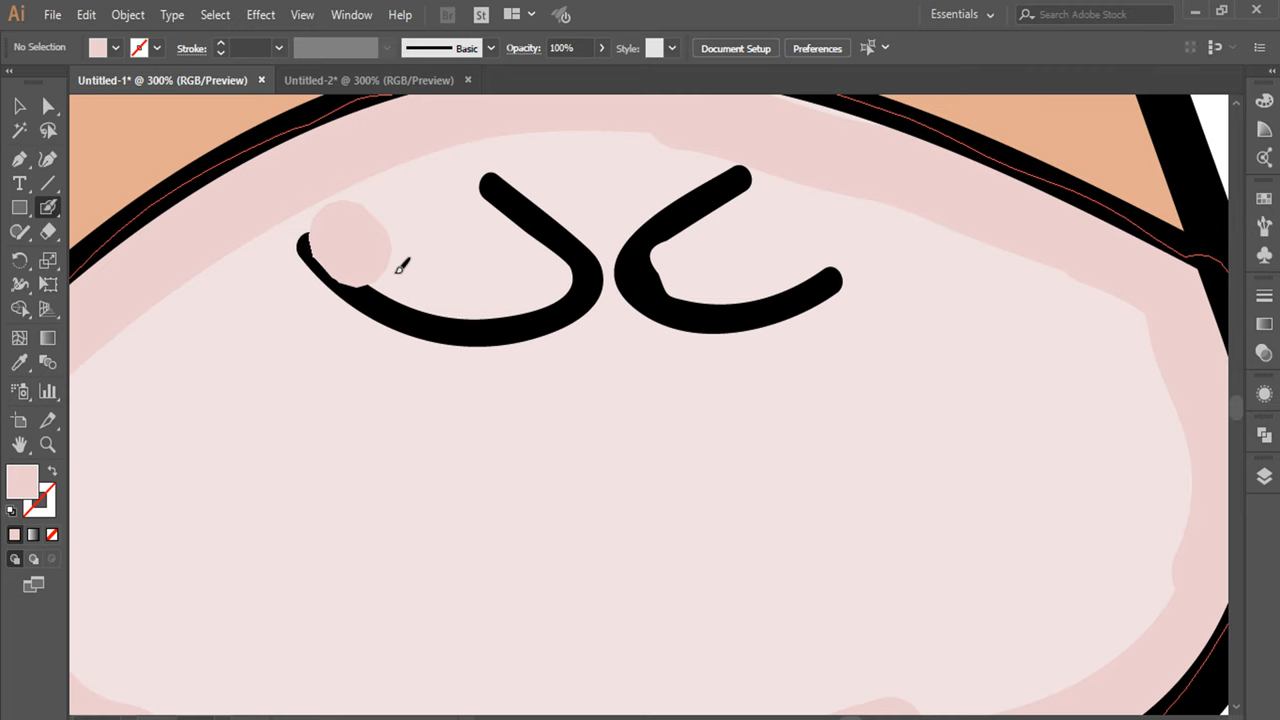 Ai File Edit Object Type Select Effect View Window Help Br St Essentials Search Adobe Stock
No Selection Stroke: Basic Opacity: 100% Style: Document Setup Preferences
Untitled-1* @ 300% (RGB/Preview) Untitled-2* @ 300% (RGB/Preview)